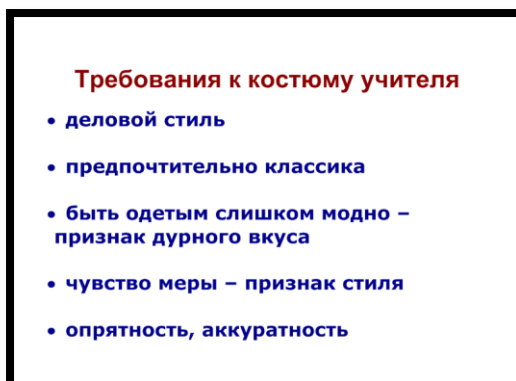 Требования к костюму учителя
• деловой стиль
• предпочтительно классика
• быть одетым слишком модно –
признак дурного вкуса
• чувство меры – признак стиля
• опрятность, аккуратность